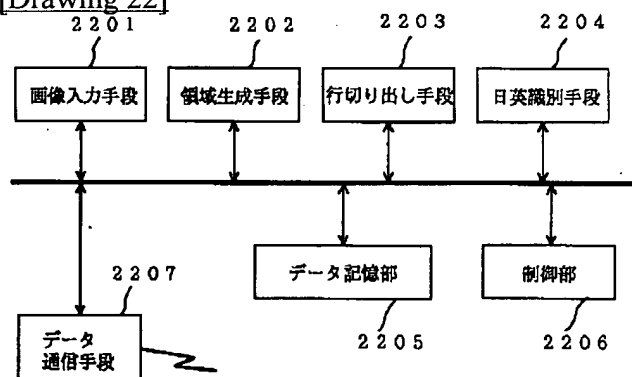 [Drawing 22]
2201 2202 2203 2204
画像入力手段 領域生成手段 行切り出し手段 日英識別手段
2207 データ記憶部 制御部
2205 2206
データ
通信手段